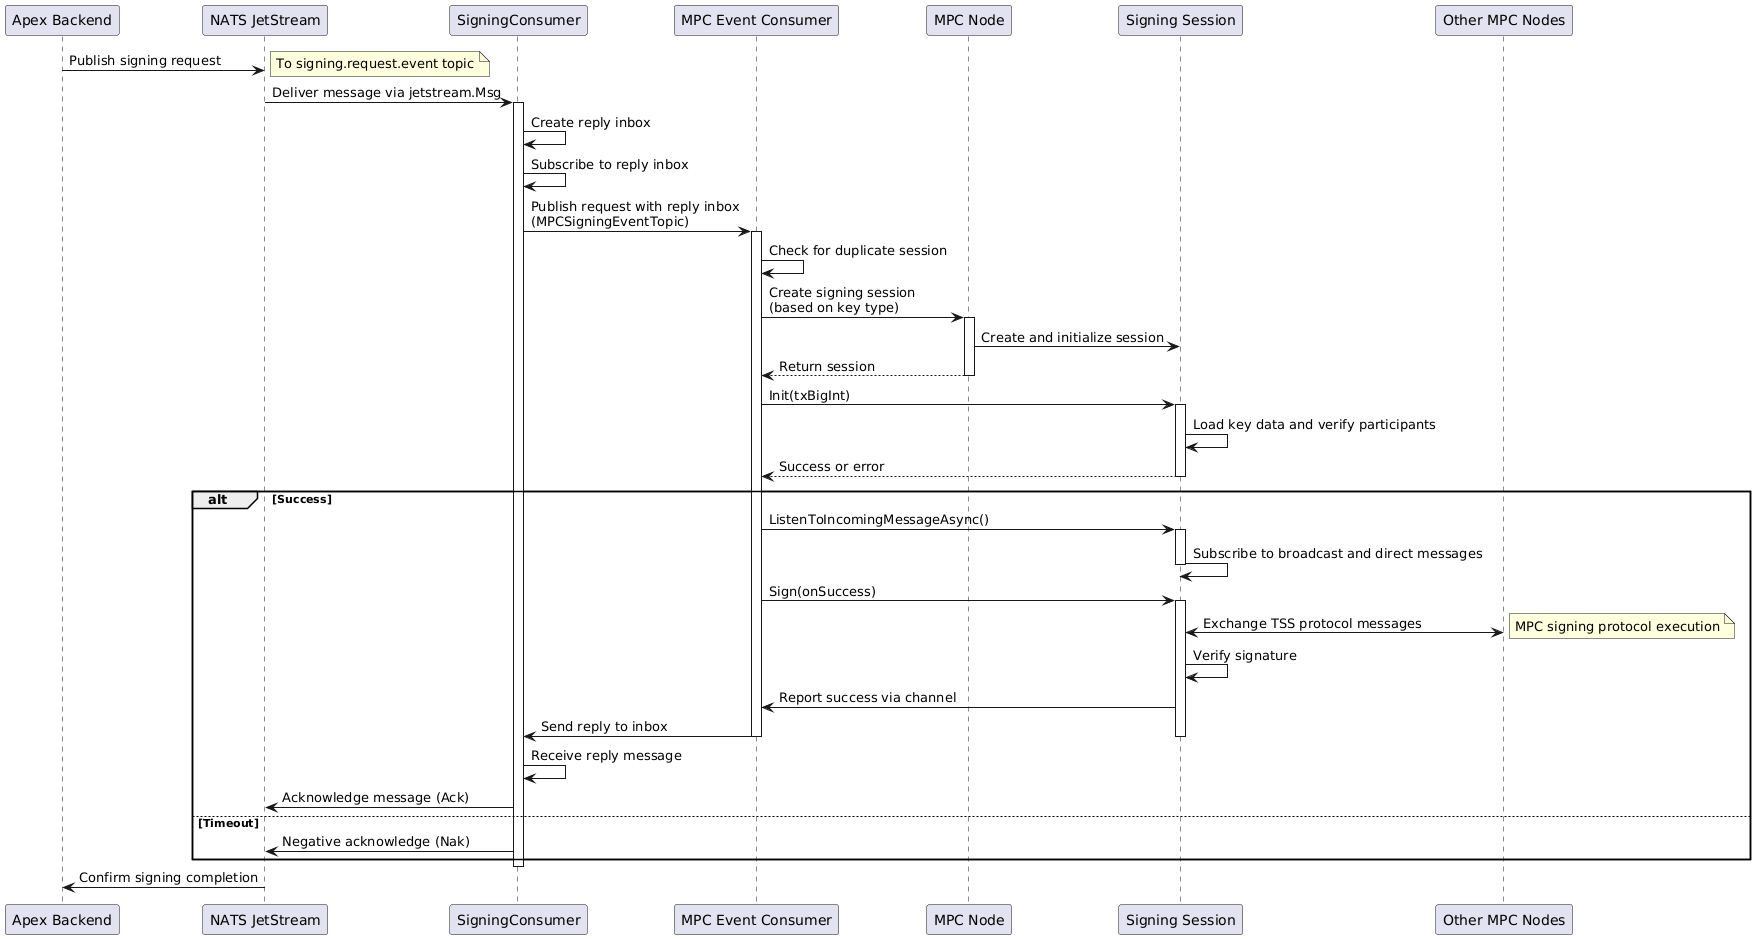 Apex Backend
NATS JetStream
SigningConsumer
MPC Event Consumer
MPC Node
Signing Session
Other MPC Nodes
Publish signing request
To signing.request.event topic
Deliver message via jetstream.Msg
Create reply inbox
Subscribe to reply inbox
Publish request with reply inbox
(MPCSigningEventTopic)
Check for duplicate session
Create signing session
(based on key type)
Create and initialize session
Return session
Init(txBigInt)
Load key data and verify participants
Success or error
alt
[Success]
ListenToIncomingMessageAsync()
Subscribe to broadcast and direct messages
Sign(onSuccess)
Exchange TSS protocol messages
MPC signing protocol execution
Verify signature
Report success via channel
Send reply to inbox
Receive reply message
Acknowledge message (Ack)
[Timeout]
Negative acknowledge (Nak)
Confirm signing completion
Apex Backend
NATS JetStream
SigningConsumer
MPC Event Consumer
MPC Node
Signing Session
Other MPC Nodes